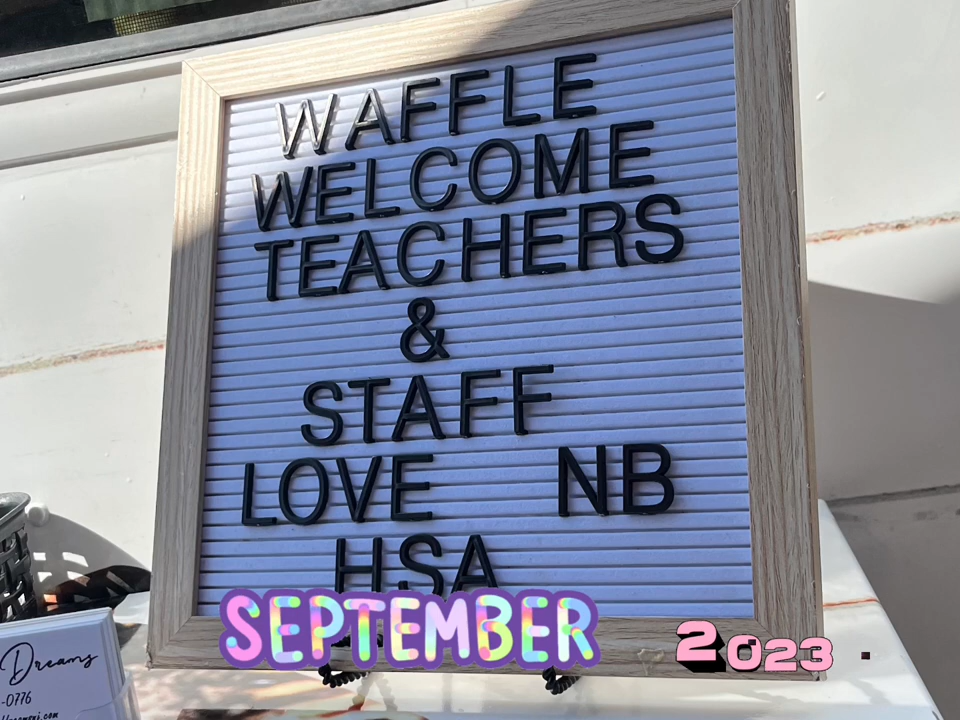 WAFFLE
WELCOME
TEACHERS
&
STAFF
LOVE NB
HSA
SEPTEMBER
2023
Dreams
-0776